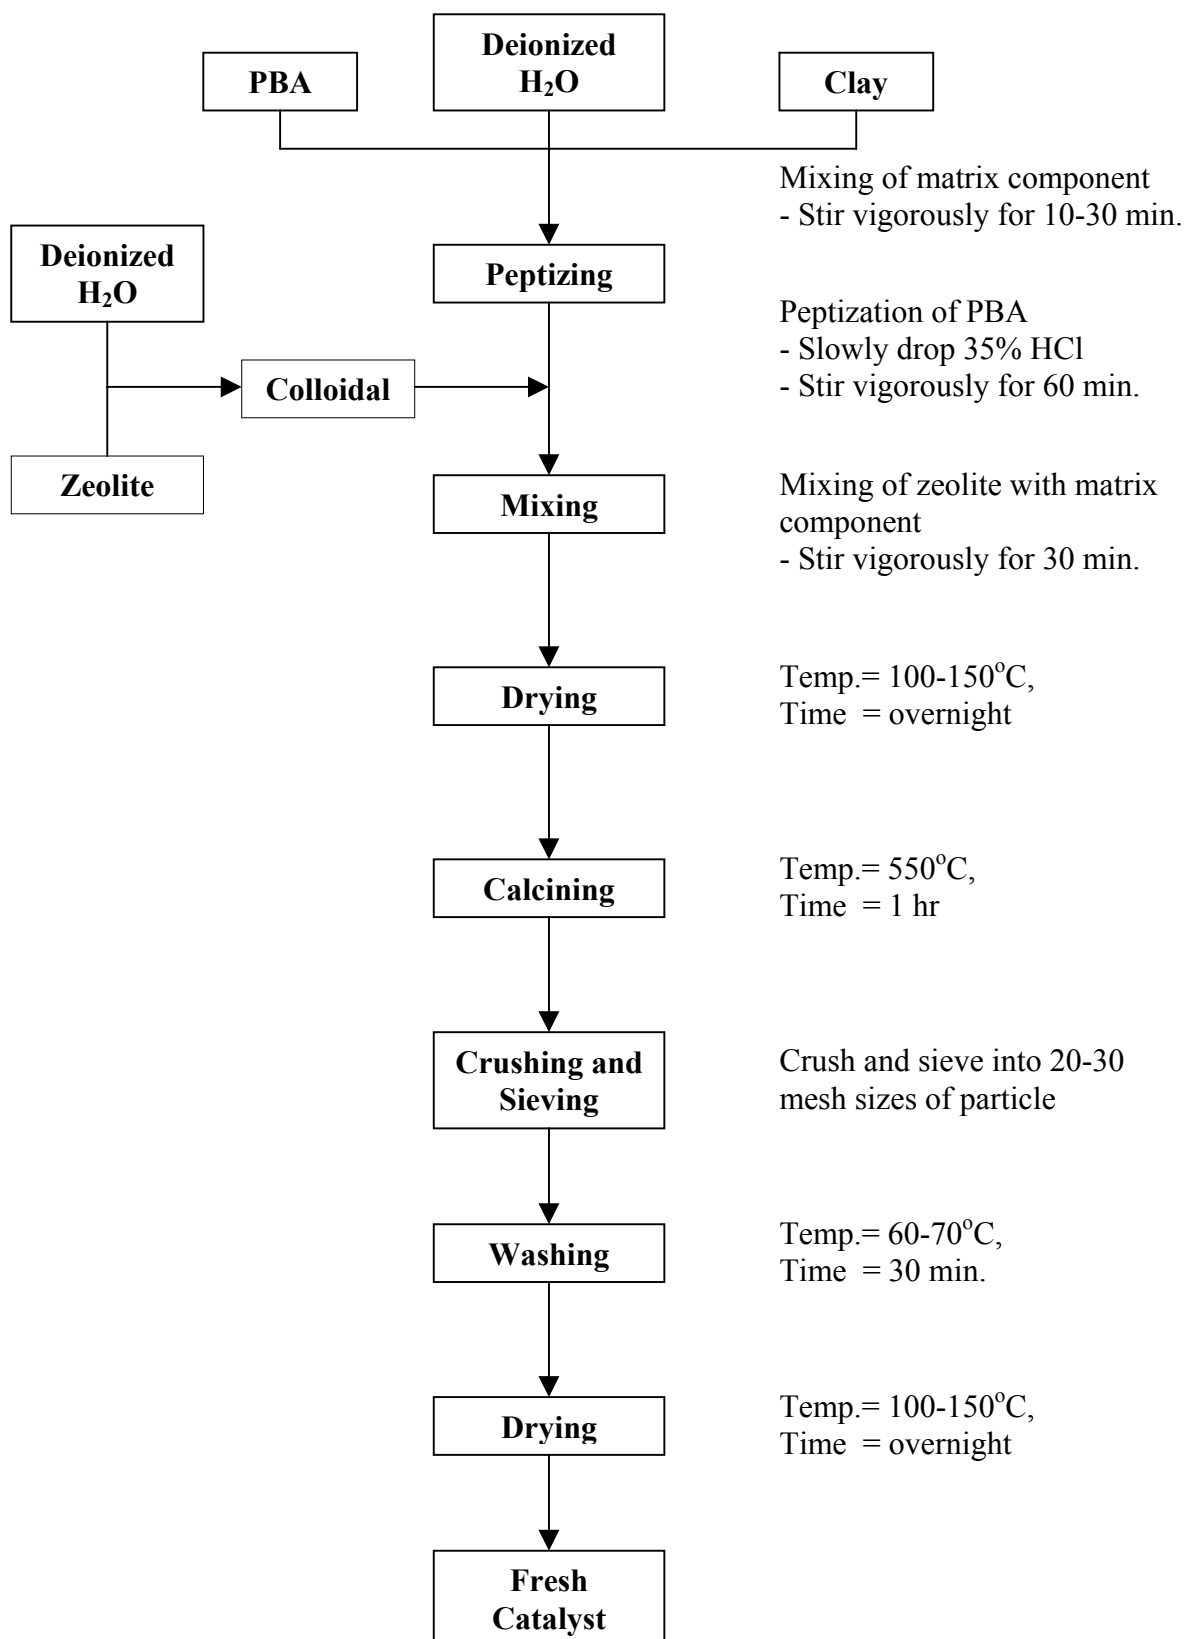 PBA
Deionized
H₂O
Clay
Mixing of matrix component
- Stir vigorously for 10-30 min.
Deionized
H₂O
Peptizing
Peptization of PBA
- Slowly drop 35% HCl
- Stir vigorously for 60 min.
Colloidal
Zeolite
Mixing
Mixing of zeolite with matrix
component
- Stir vigorously for 30 min.
Drying
Temp.= 100-150°C,
Time = overnight
Calcining
Temp.= 550°C,
Time = 1 hr
Crushing and
Sieving
Crush and sieve into 20-30
mesh sizes of particle
Washing
Temp.= 60-70°C,
Time = 30 min.
Drying
Temp.= 100-150°C,
Time = overnight
Fresh
Catalyst